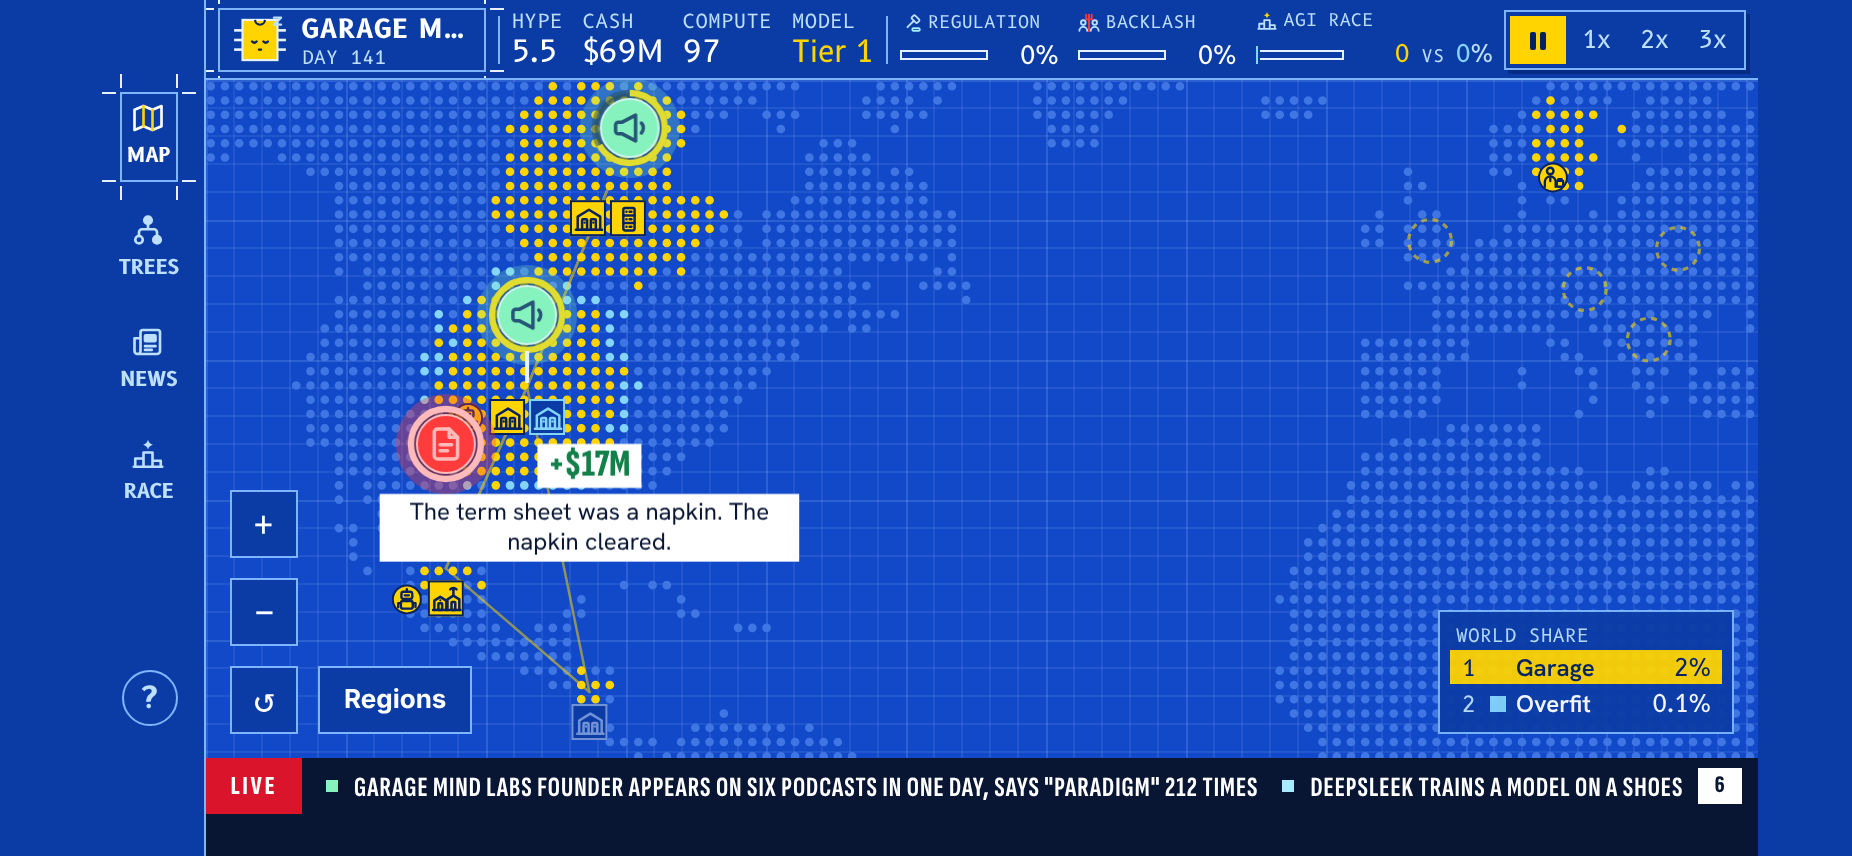 GARAGE M...
DAY 141
HYPE
5.5
CASH
$69M
COMPUTE
97
MODEL
Tier 1
REGULATION
0%
BACKLASH
0%
AGI RACE
0 VS 0%
1x
2x
3x
MAP
TREES
NEWS
RACE
?
+$17M
The term sheet was a napkin. The
napkin cleared.
+
−
↺
Regions
WORLD SHARE
1 Garage 2%
2 Overfit 0.1%
LIVE
GARAGE MIND LABS FOUNDER APPEARS ON SIX PODCASTS IN ONE DAY, SAYS "PARADIGM" 212 TIMES
DEEPSLEEK TRAINS A MODEL ON A SHOES
6